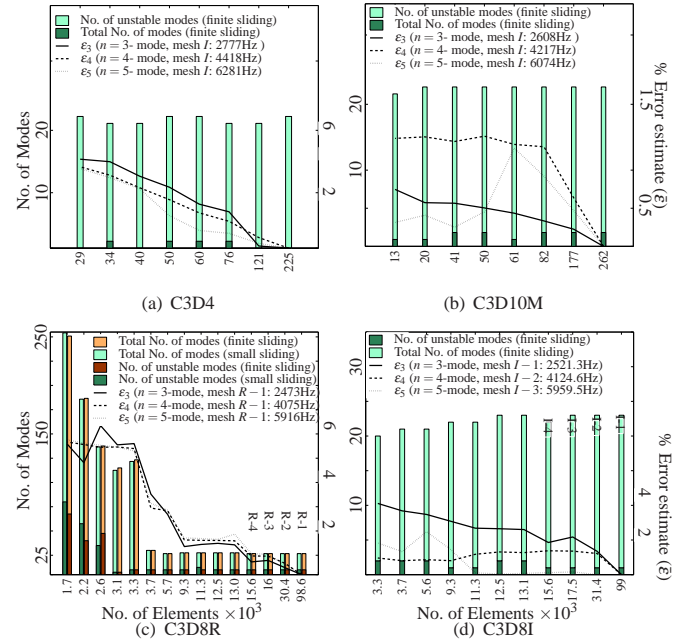 No. of unstable modes (finite sliding)
Total No. of modes (finite sliding)
ε3 (n = 3- mode, mesh I: 2777Hz )
ε4 (n = 4- mode, mesh I: 4418Hz)
ε5 (n = 5- mode, mesh I: 6281Hz)
No. of Modes
20
10
6
2
29 34 40 50 60 76 121 225
(a) C3D4
No. of unstable modes (finite sliding)
Total No. of Modes (finite sliding)
ε3 (n = 3- mode, mesh I: 2608Hz )
ε4 (n = 4- mode, mesh I: 4217Hz)
ε5 (n = 5- mode, mesh I: 6074Hz)
20
10
1.5
0.5
% Error estimate (ε̄)
13 20 41 50 61 82 177 262
(b) C3D10M
Total No. of modes (finite sliding)
Total No. of modes (small sliding)
No. of unstable modes (finite sliding)
No. of unstable modes (small sliding)
ε3 (n = 3-mode, mesh R − 1: 2473Hz)
ε4 (n = 4-mode, mesh R − 1: 4075Hz)
ε5 (n = 5-mode, mesh R − 1: 5916Hz)
No. of Modes
250
150
25
6
4
2
R-4 R-3 R-2 R-1
1.7 2.2 2.6 3.1 3.3 3.7 5.7 9.3 11.3 12.5 13.0 15.6 16 30.4 98.6
No. of Elements ×10³
(c) C3D8R
No. of unstable modes (finite sliding)
Total No. of Modes (finite sliding)
ε3 (n = 3-mode, mesh I − 1: 2521.3Hz)
ε4 (n = 4-mode, mesh I − 2: 4124.6Hz)
ε5 (n = 5-mode, mesh I − 3: 5959.5Hz)
30
20
10
4
2
% Error estimate (ε̄)
I-4 I-3 I-2 I-1
3.3 3.7 5.6 9.3 11.3 12.5 13.1 15.6 17.5 31.4 99
No. of Elements ×10³
(d) C3D8I